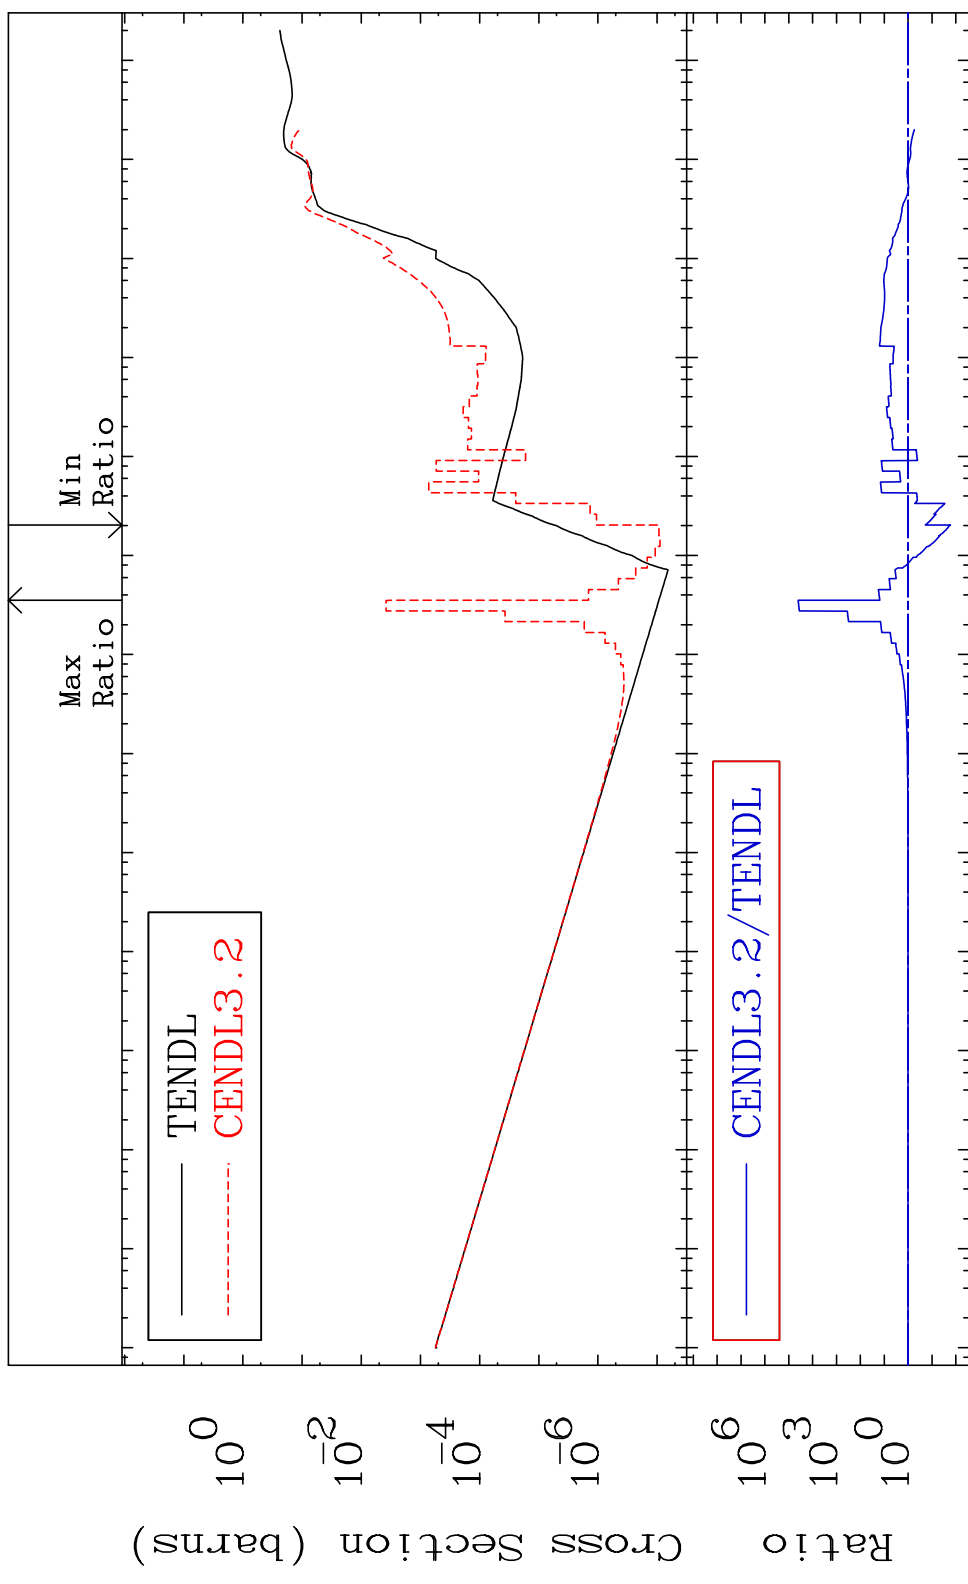 Max
Ratio
Min
Ratio
TENDL
CENDL3.2
10 0
10 -2
10 -4
10 -6
Cross Section (barns)
CENDL3.2/TENDL
10 6
10 3
10 0
Ratio